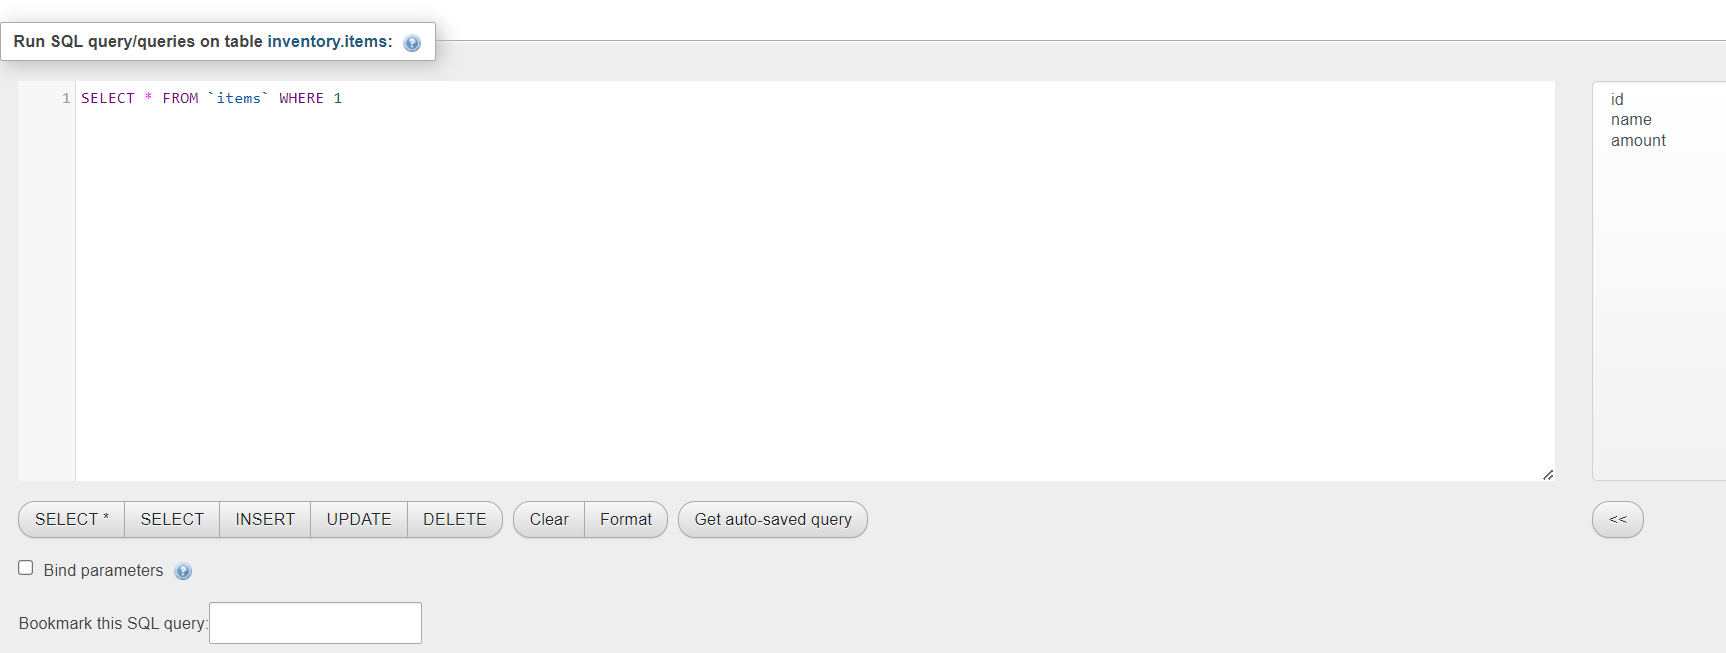 Run SQL query/queries on table inventory.items:
1 SELECT * FROM `items` WHERE 1
id
name
amount
SELECT * SELECT INSERT UPDATE DELETE Clear Format Get auto-saved query <<
Bind parameters
Bookmark this SQL query: